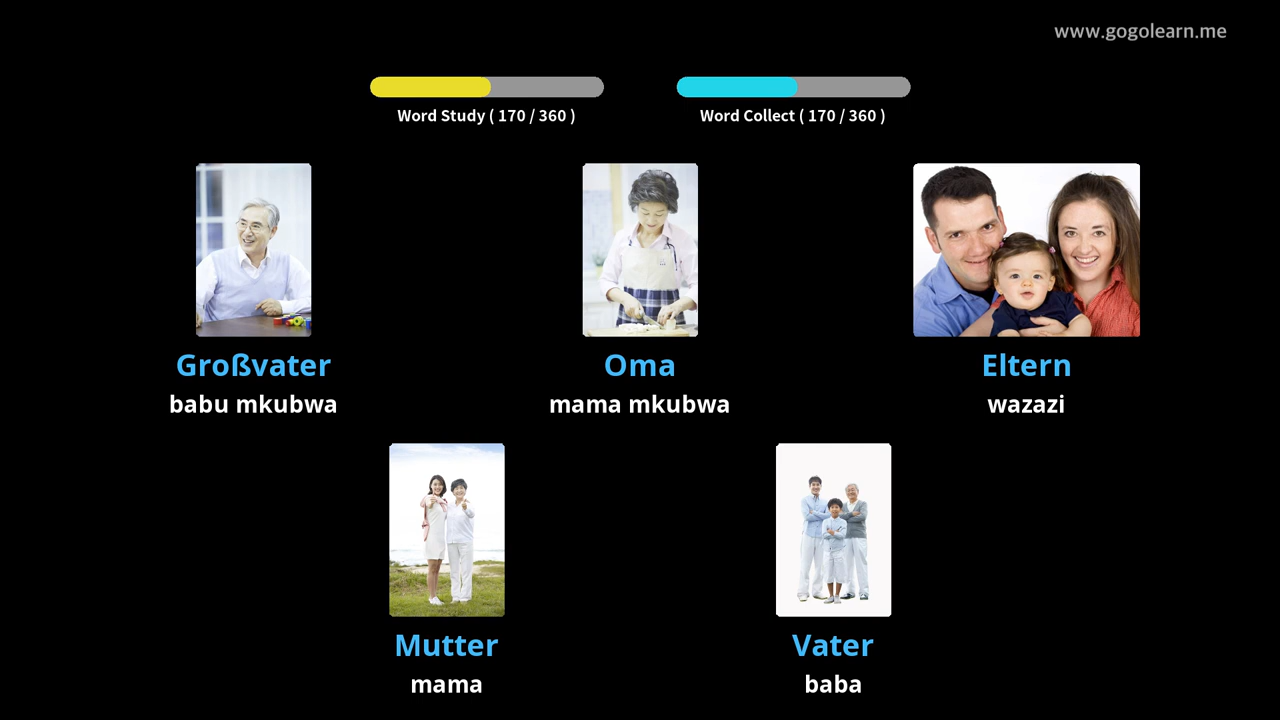 www.gogolearn.me
Word Study ( 170 / 360 )
Word Collect ( 170 / 360 )
Großvater
babu mkubwa
Oma
mama mkubwa
Eltern
wazazi
Mutter
mama
Vater
baba